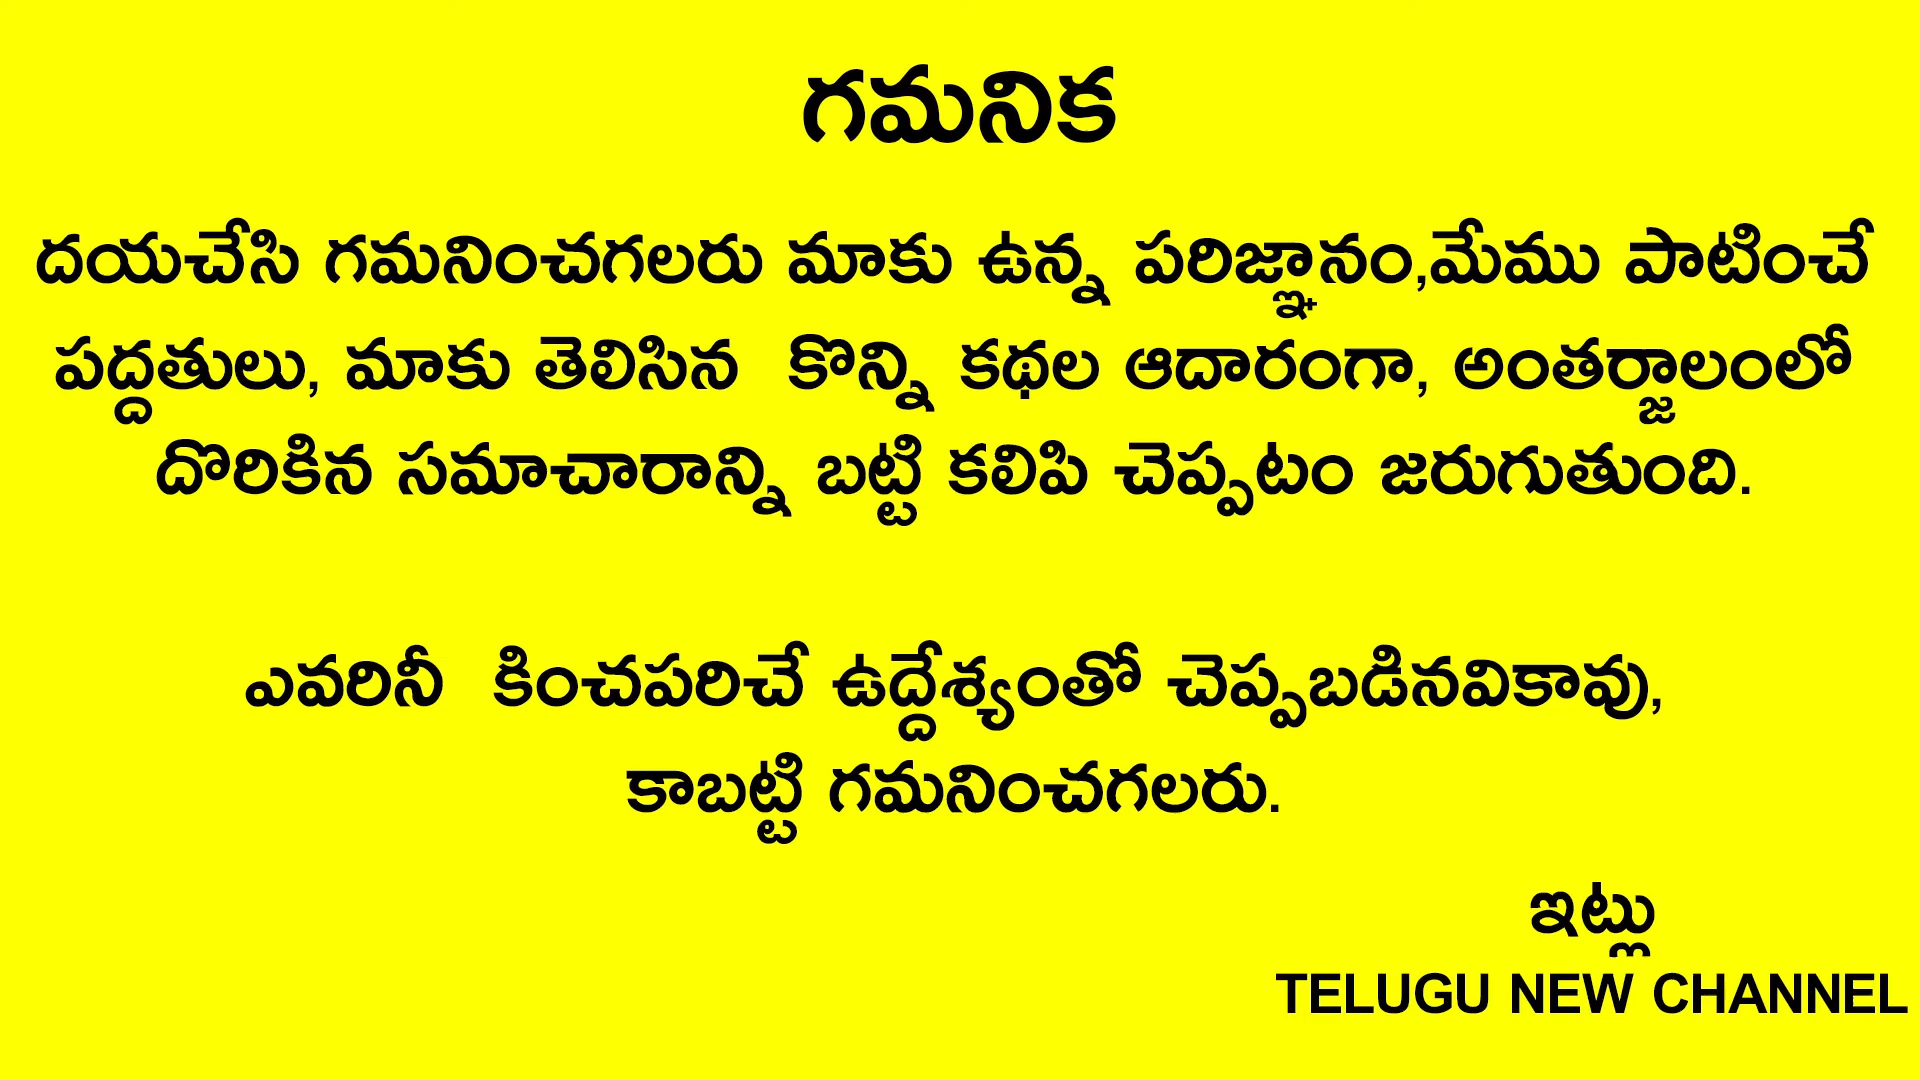 గమనిక
దయచేసి గమనించగలరు మాకు ఉన్న పరిజ్ఞానం,మేము పాటించే
పద్దతులు, మాకు తెలిసిన కొన్ని కథల ఆదారంగా, అంతర్జాలంలో
దొరికిన సమాచారాన్ని బట్టి కలిపి చెప్పటం జరుగుతుంది.
ఎవరినీ కించపరిచే ఉద్దేశ్యంతో చెప్పబడినవికావు,
కాబట్టి గమనించగలరు.
ఇట్లు
TELUGU NEW CHANNEL